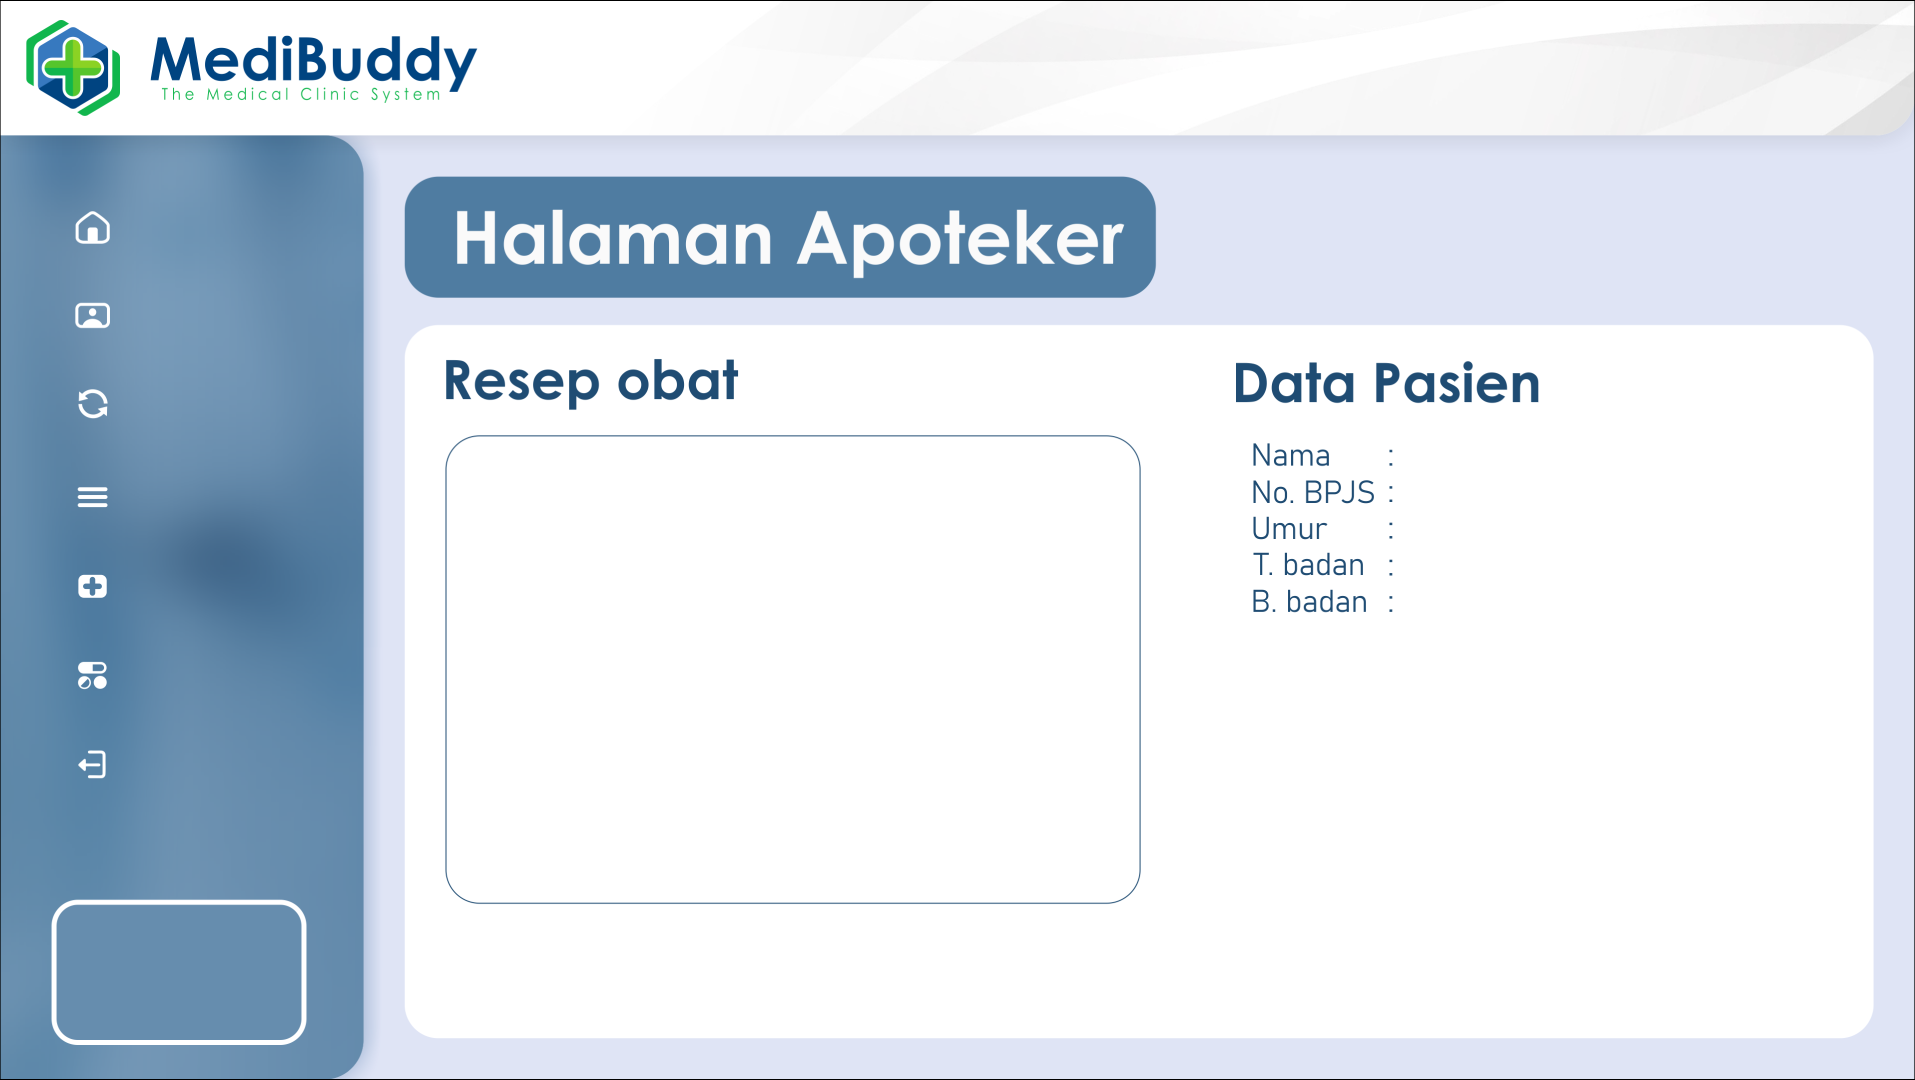 MediBuddy
The Medical Clinic System
Halaman Apoteker
Resep obat
Data Pasien
Nama :
No. BPJS :
Umur :
T. badan :
B. badan :